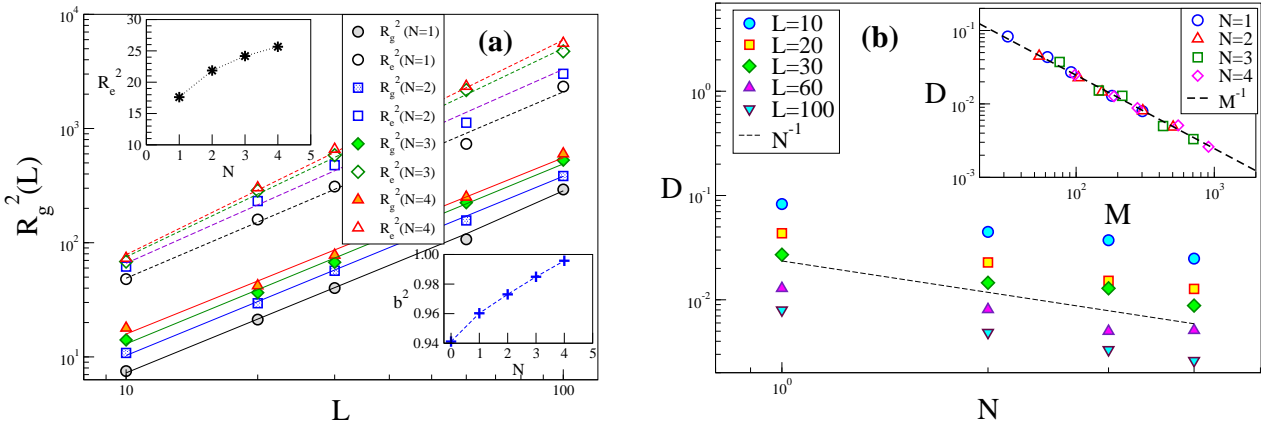 10^4
10^3
10^2
10^1
R_g^2(L)
10
100
L
(a)
30
25
20
15
10
R_e^2
0 1 2 3 4 5
N
R_g^2(N=1)
R_e^2(N=1)
R_g^2(N=2)
R_e^2(N=2)
R_g^2(N=3)
R_e^2(N=3)
R_g^2(N=4)
R_e^2(N=4)
1.00
0.98
0.96
0.94
b^2
0 1 2 3 4 5
N
(b)
10^0
10^-1
10^-2
D
10^0
N
L=10
L=20
L=30
L=60
L=100
N^-1
10^-1
10^-2
10^-3
D
10^2 10^3
M
N=1
N=2
N=3
N=4
M^-1